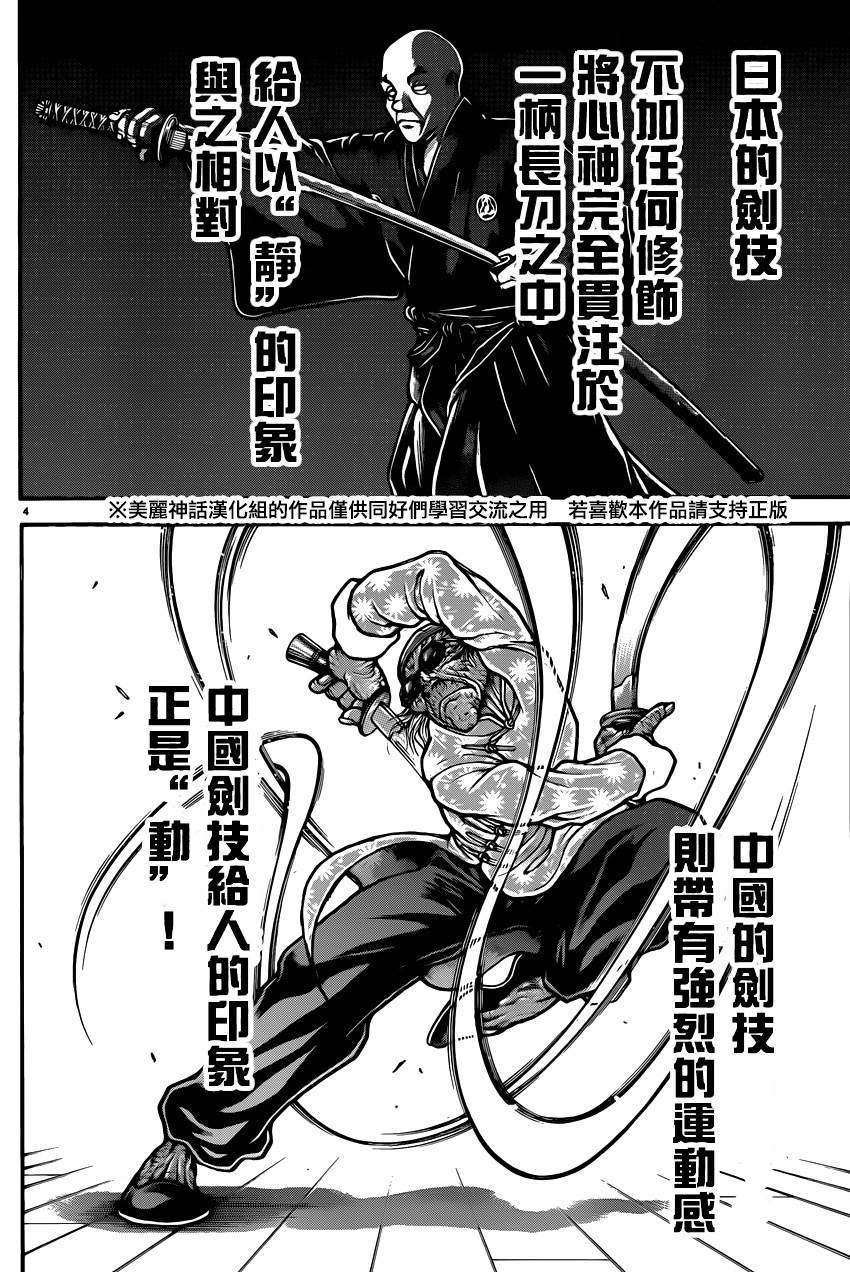 日本的劍技
不加任何修飾
將心神完全貫注於
一柄長刀之中
給人以“靜”的印象
與之相對
※美麗神話漢化組的作品僅供同好們學習交流之用　若喜歡本作品請支持正版
4
中國的劍技
則帶有強烈的運動感
中國劍技給人的印象
正是“動”！